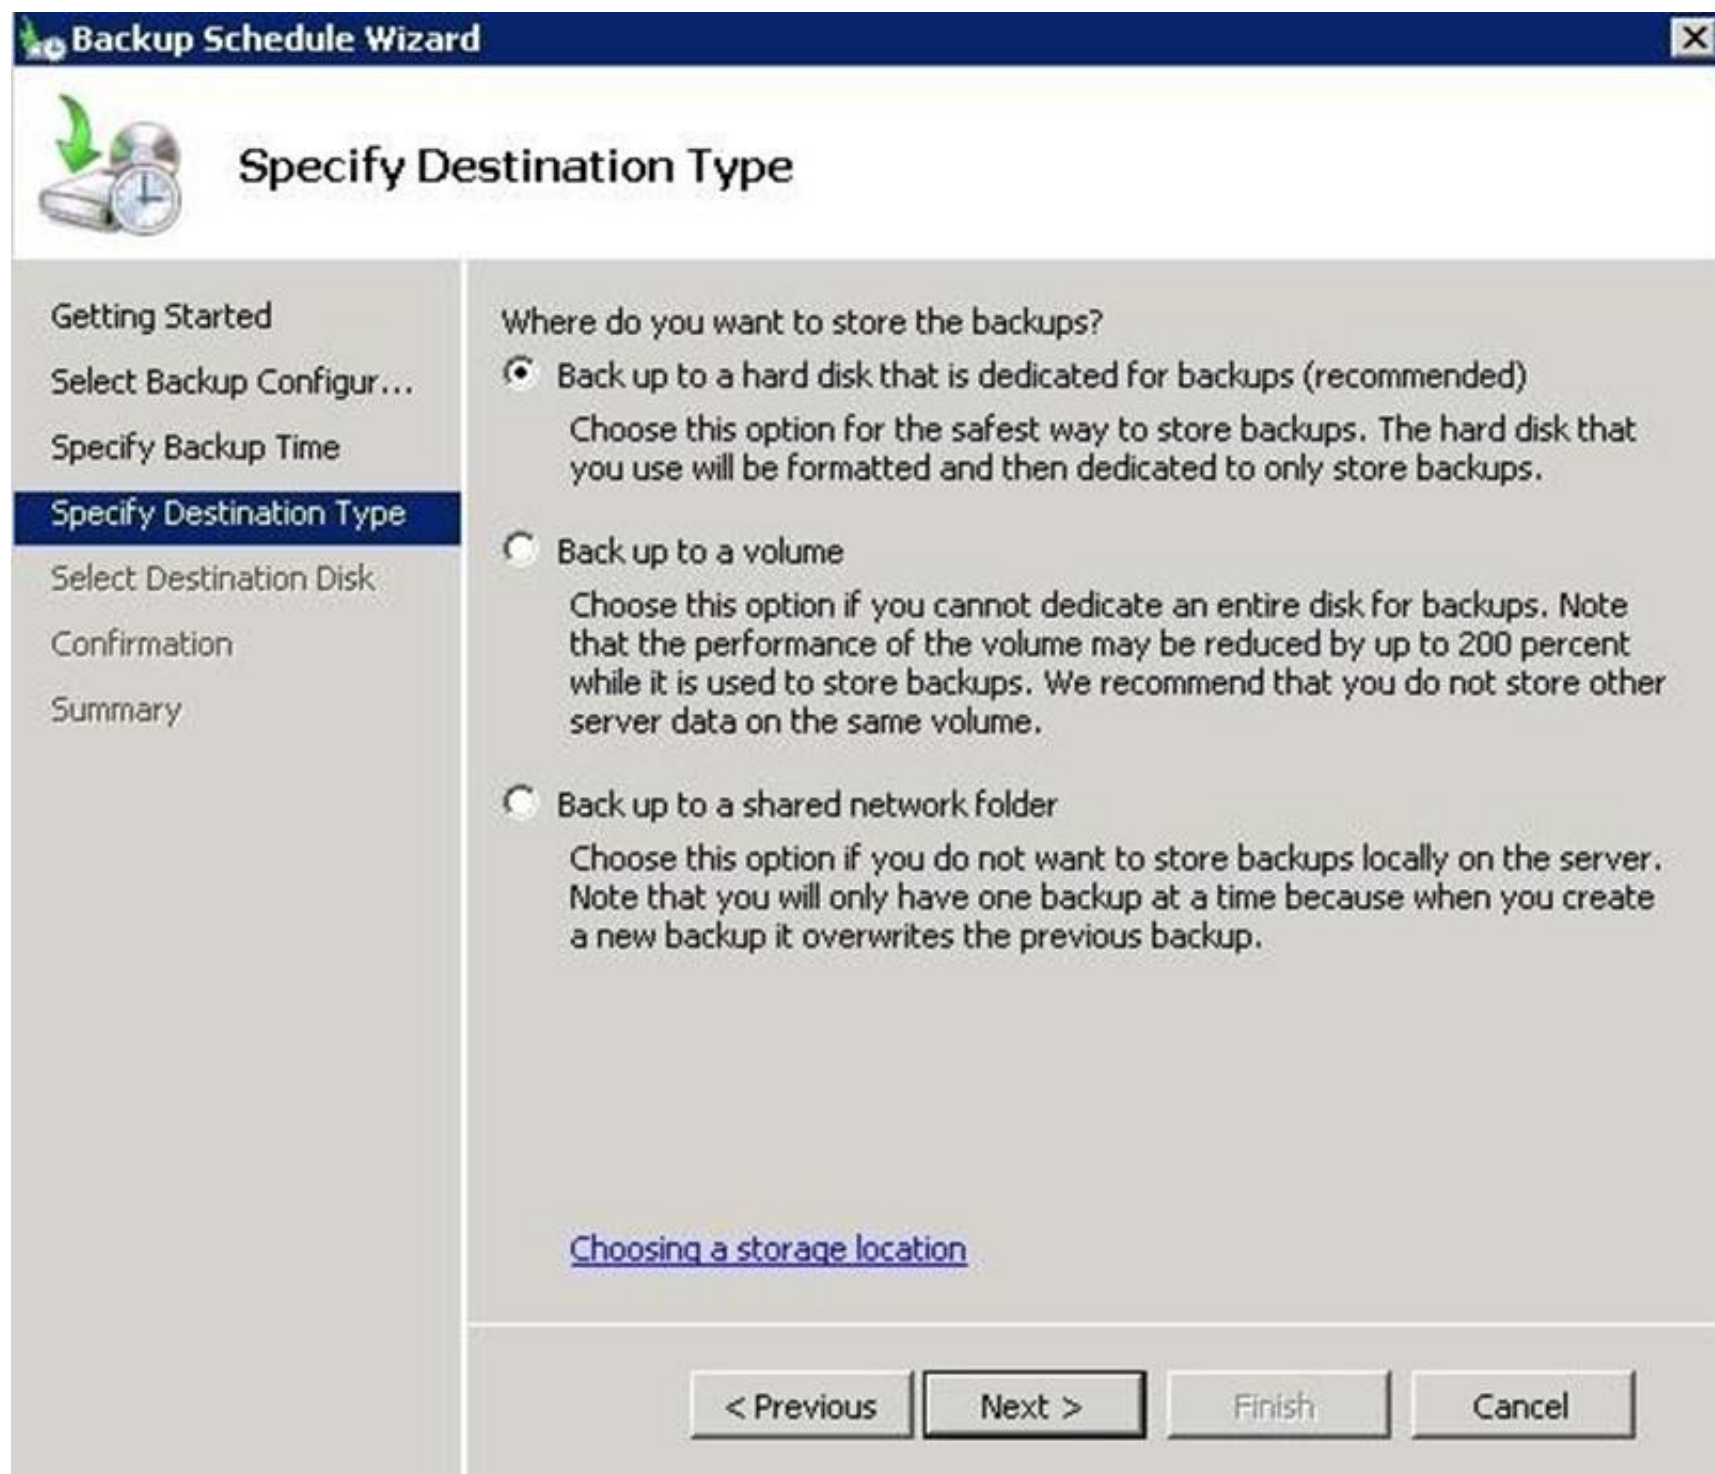 Backup Schedule Wizard
Specify Destination Type
Getting Started
Select Backup Configur...
Specify Backup Time
Specify Destination Type
Select Destination Disk
Confirmation
Summary
Where do you want to store the backups?
Back up to a hard disk that is dedicated for backups (recommended)
Choose this option for the safest way to store backups. The hard disk that
you use will be formatted and then dedicated to only store backups.
Back up to a volume
Choose this option if you cannot dedicate an entire disk for backups. Note
that the performance of the volume may be reduced by up to 200 percent
while it is used to store backups. We recommend that you do not store other
server data on the same volume.
Back up to a shared network folder
Choose this option if you do not want to store backups locally on the server.
Note that you will only have one backup at a time because when you create
a new backup it overwrites the previous backup.
Choosing a storage location
< Previous
Next >
Finish
Cancel